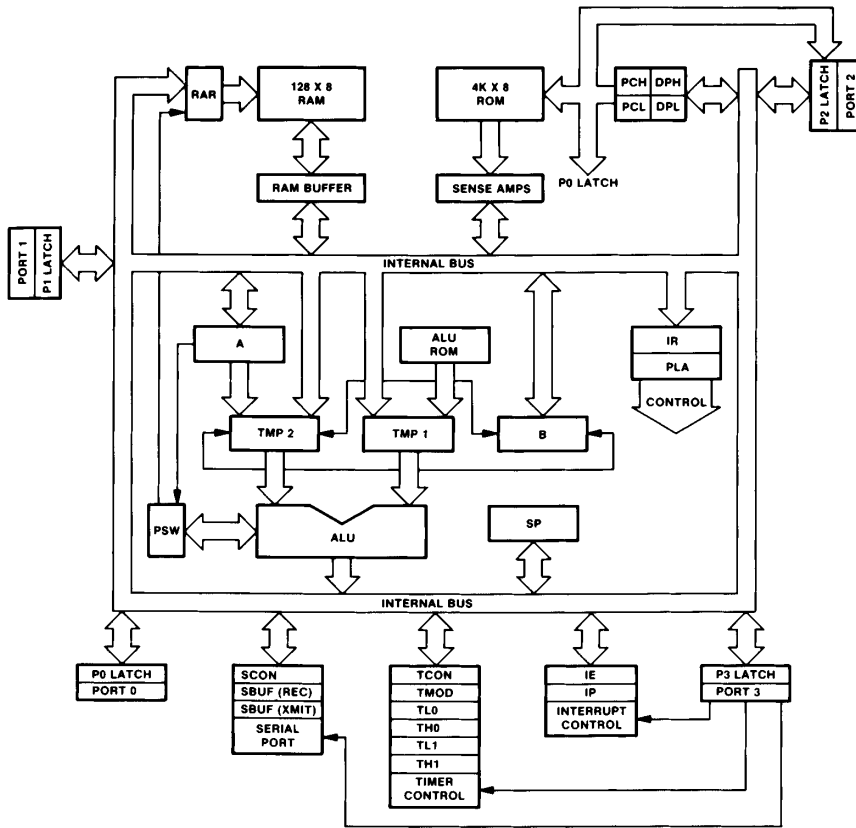 RAR
128 X 8
RAM
4K X 8
ROM
PCH DPH
PCL DPL
P2 LATCH
PORT 2
RAM BUFFER
SENSE AMPS
P0 LATCH
PORT 1
P1 LATCH
INTERNAL BUS
A
ALU
ROM
IR
PLA
CONTROL
TMP 2
TMP 1
B
PSW
ALU
SP
INTERNAL BUS
P0 LATCH
PORT 0
SCON
SBUF (REC)
SBUF (XMIT)
SERIAL
PORT
TCON
TMOD
TL0
TH0
TL1
TH1
TIMER
CONTROL
IE
IP
INTERRUPT
CONTROL
P3 LATCH
PORT 3